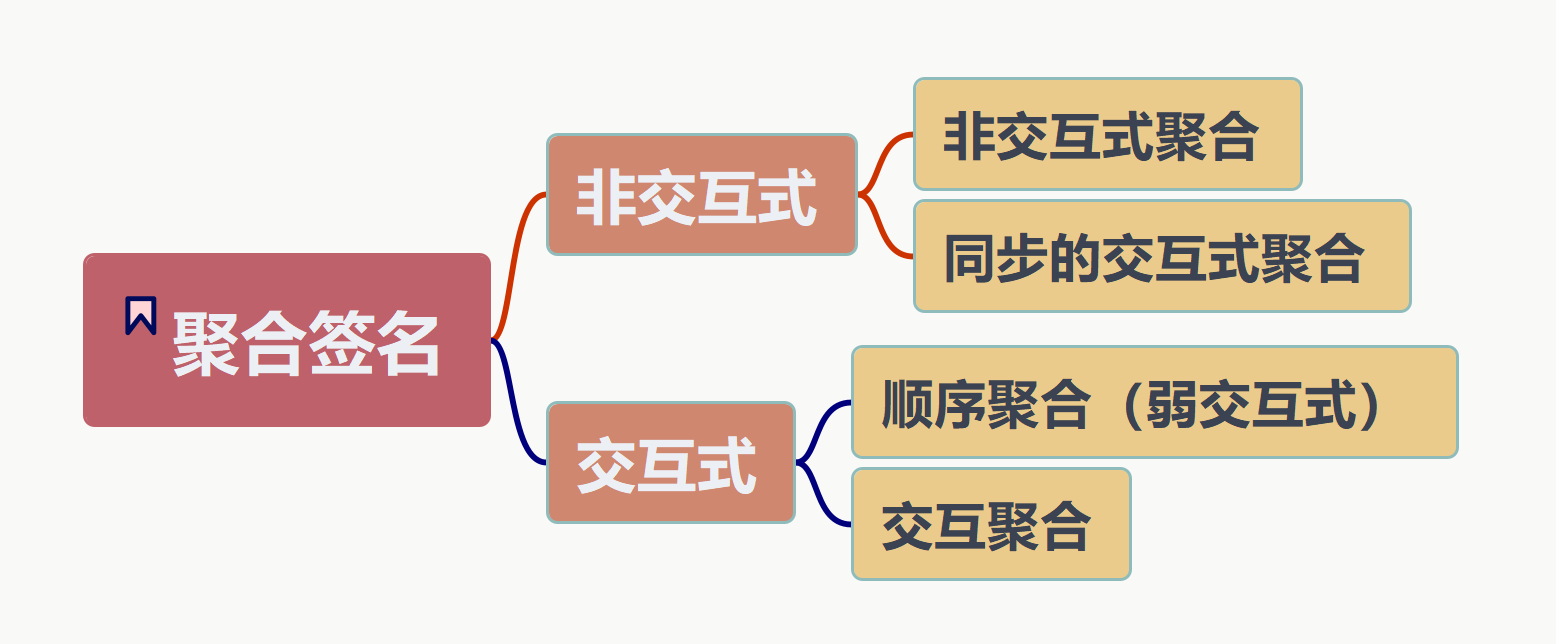 聚合签名
非交互式
非交互式聚合
同步的交互式聚合
交互式
顺序聚合（弱交互式）
交互聚合